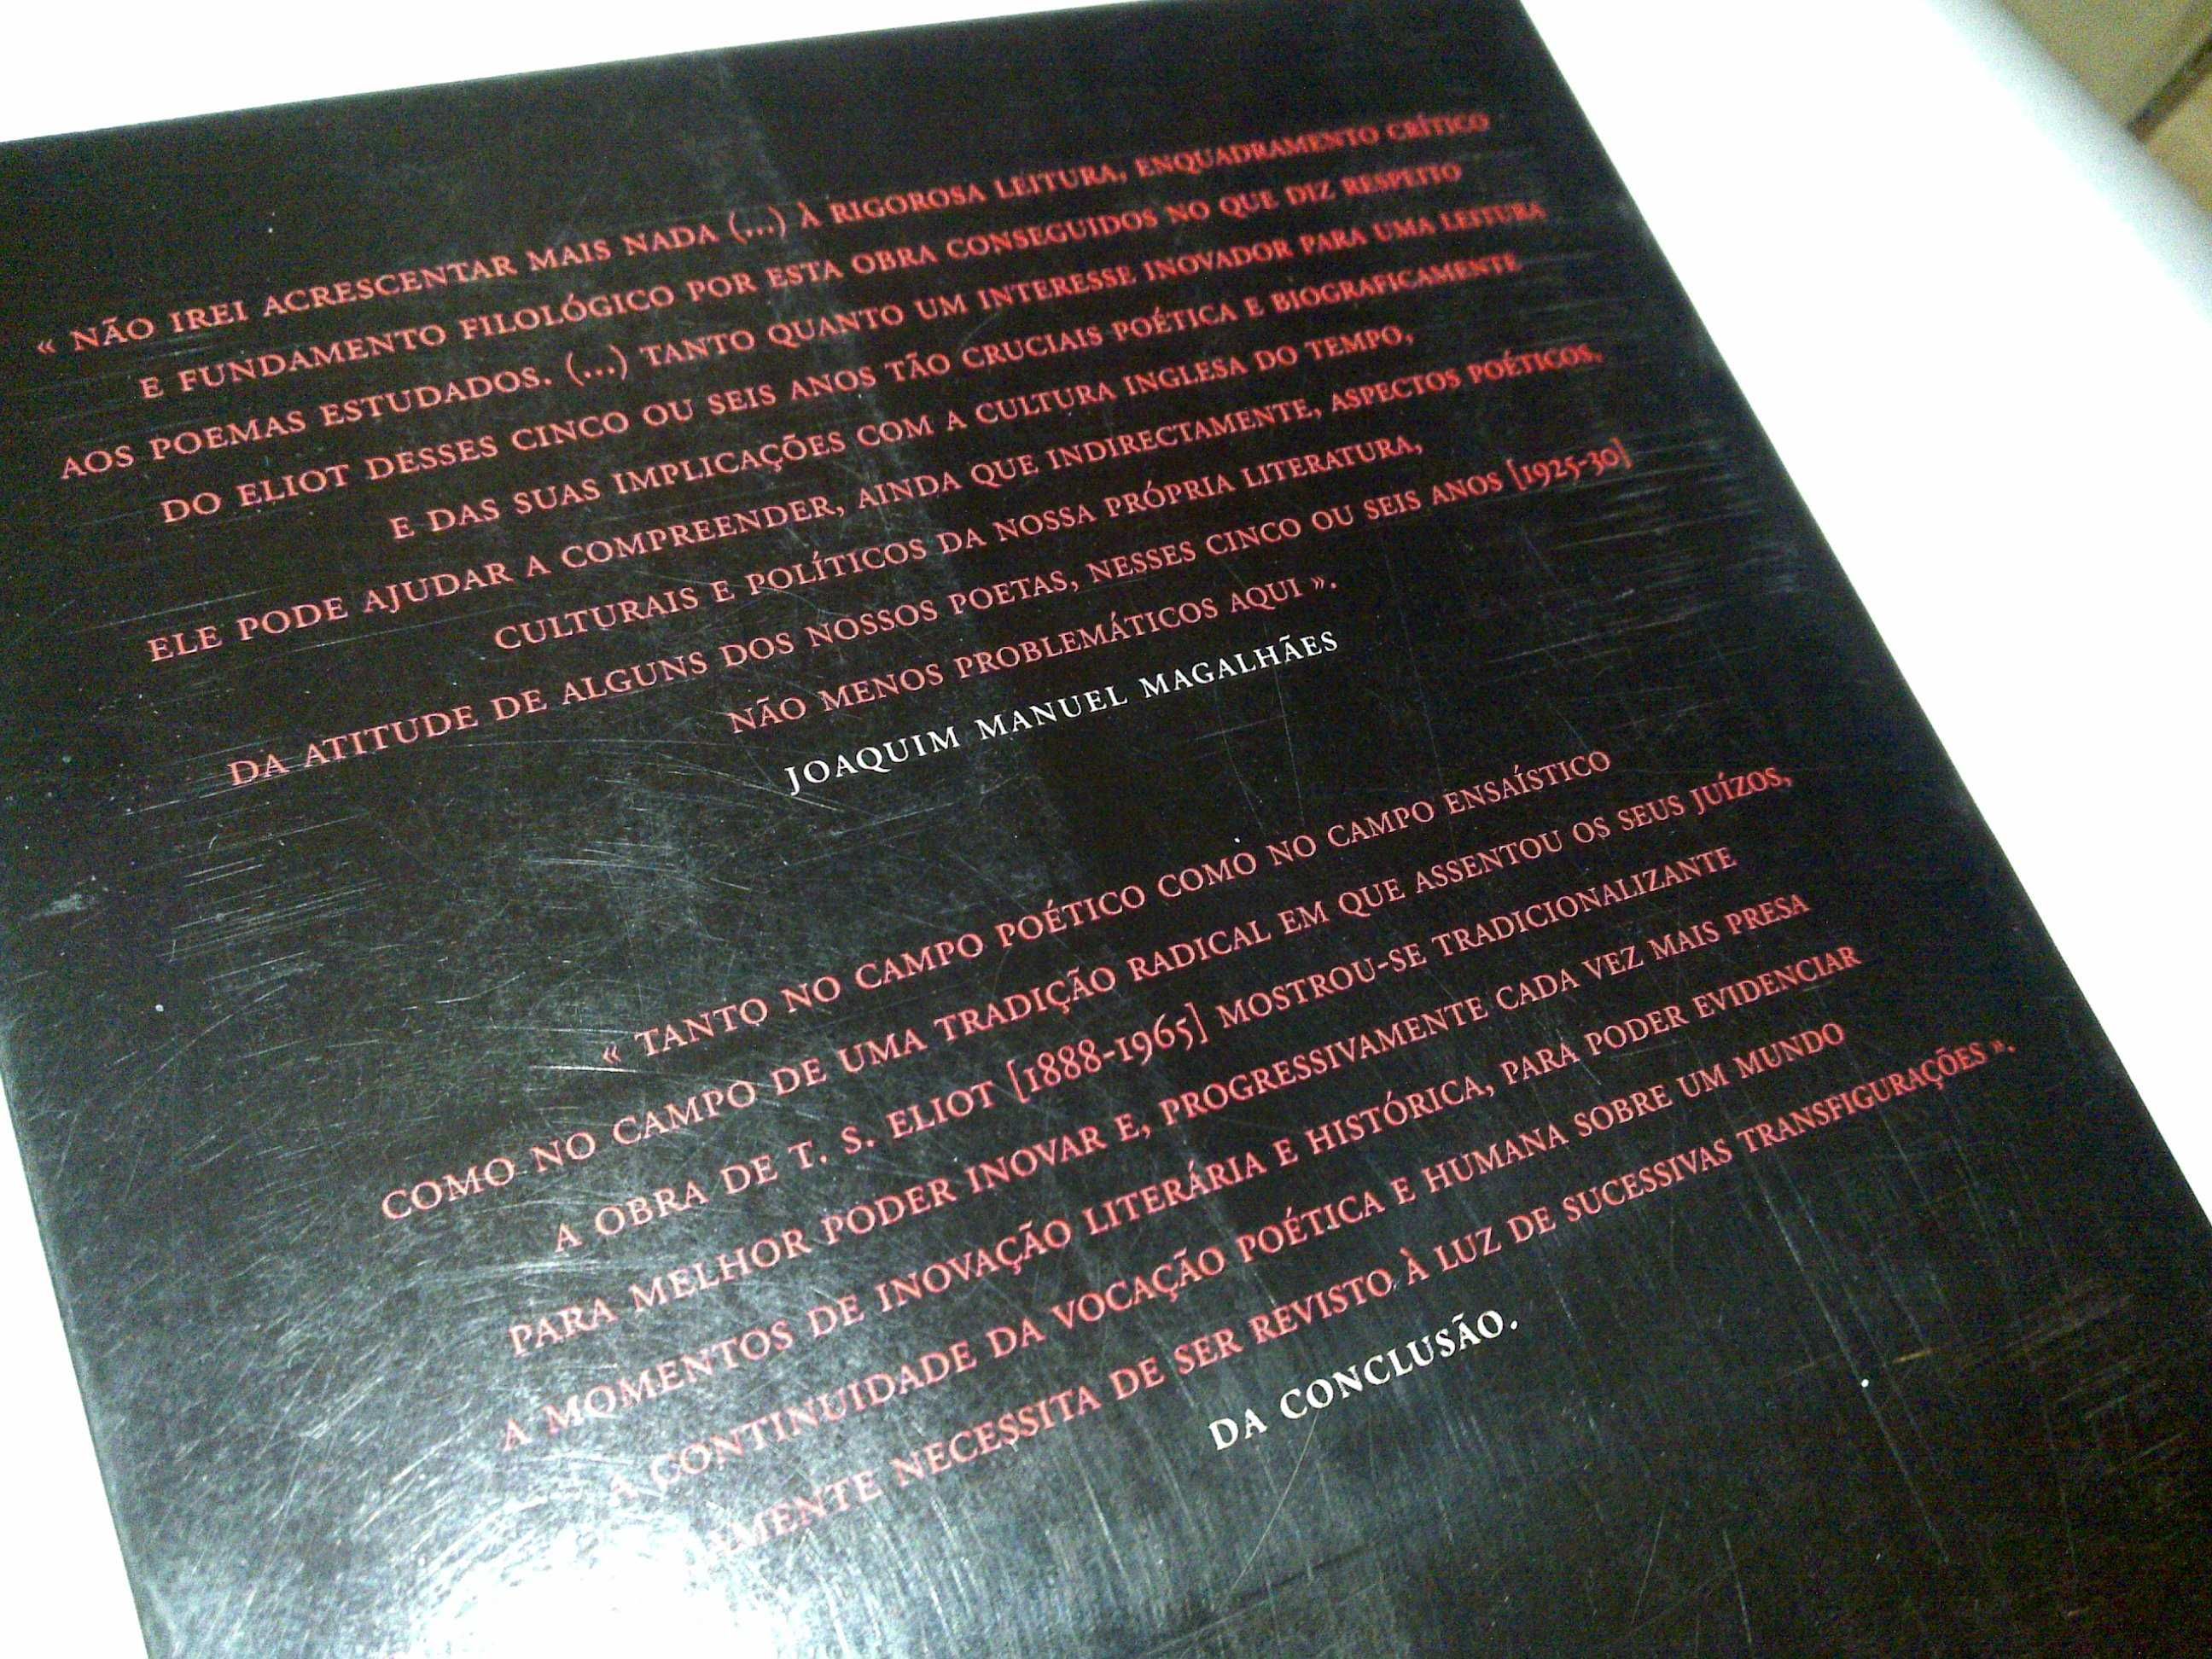 « NÃO IREI ACRESCENTAR MAIS NADA (...) À RIGOROSA LEITURA, ENQUADRAMENTO CRÍTICO
E FUNDAMENTO FILOLÓGICO POR ESTA OBRA CONSEGUIDOS NO QUE DIZ RESPEITO
AOS POEMAS ESTUDADOS. (...) TANTO QUANTO UM INTERESSE INOVADOR PARA UMA LEITURA
DO ELIOT DESSES CINCO OU SEIS ANOS TÃO CRUCIAIS POÉTICA E BIOGRAFICAMENTE
E DAS SUAS IMPLICAÇÕES COM A CULTURA INGLESA DO TEMPO,
ELE PODE AJUDAR A COMPREENDER, AINDA QUE INDIRECTAMENTE, ASPECTOS POÉTICOS,
CULTURAIS E POLÍTICOS DA NOSSA PRÓPRIA LITERATURA,
DA ATITUDE DE ALGUNS DOS NOSSOS POETAS, NESSES CINCO OU SEIS ANOS [1925-30]
NÃO MENOS PROBLEMÁTICOS AQUI ».
JOAQUIM MANUEL MAGALHÃES
« TANTO NO CAMPO POÉTICO COMO NO CAMPO ENSAÍSTICO
COMO NO CAMPO DE UMA TRADIÇÃO RADICAL EM QUE ASSENTOU OS SEUS JUÍZOS,
A OBRA DE T. S. ELIOT [1888-1965] MOSTROU-SE TRADICIONALIZANTE
PARA MELHOR PODER INOVAR E, PROGRESSIVAMENTE CADA VEZ MAIS PRESA
A MOMENTOS DE INOVAÇÃO LITERÁRIA E HISTÓRICA, PARA PODER EVIDENCIAR
A CONTINUIDADE DA VOCAÇÃO POÉTICA E HUMANA SOBRE UM MUNDO
NECESSITA DE SER REVISTO À LUZ DE SUCESSIVAS TRANSFIGURAÇÕES ».
DA CONCLUSÃO.